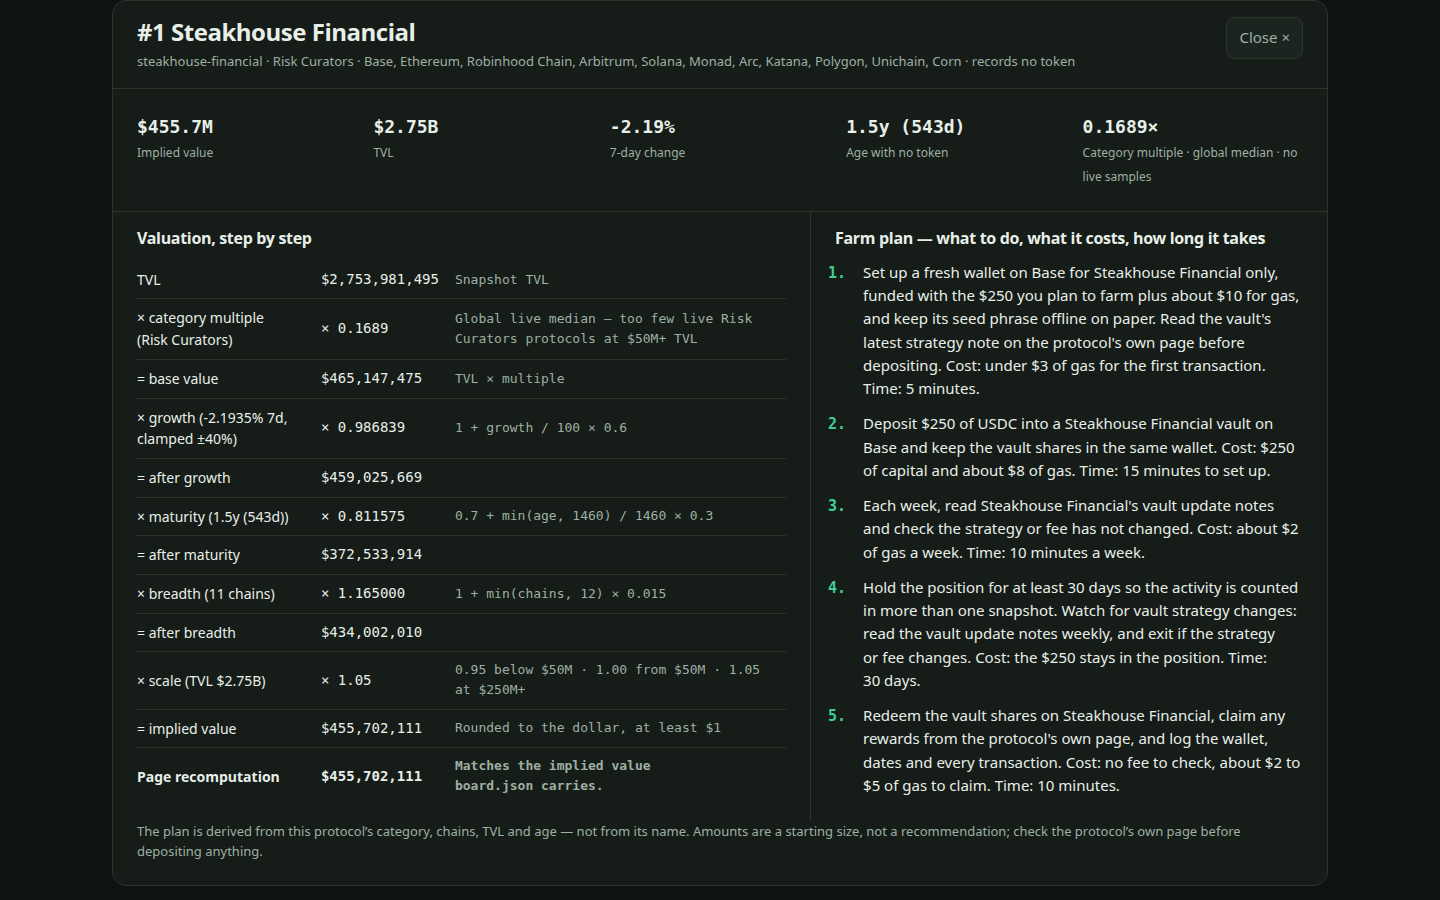 #1 Steakhouse Financial
Close ×
steakhouse-financial · Risk Curators · Base, Ethereum, Robinhood Chain, Arbitrum, Solana, Monad, Arc, Katana, Polygon, Unichain, Corn · records no token
$455.7M
Implied value
$2.75B
TVL
-2.19%
7-day change
1.5y (543d)
Age with no token
0.1689×
Category multiple · global median · no
live samples
Valuation, step by step
TVL $2,753,981,495 Snapshot TVL
× category multiple
(Risk Curators)
× 0.1689
Global live median — too few live Risk
Curators protocols at $50M+ TVL
= base value $465,147,475 TVL × multiple
× growth (-2.1935% 7d,
clamped ±40%)
× 0.986839 1 + growth / 100 × 0.6
= after growth $459,025,669
× maturity (1.5y (543d)) × 0.811575 0.7 + min(age, 1460) / 1460 × 0.3
= after maturity $372,533,914
× breadth (11 chains) × 1.165000 1 + min(chains, 12) × 0.015
= after breadth $434,002,010
× scale (TVL $2.75B) × 1.05
0.95 below $50M · 1.00 from $50M · 1.05
at $250M+
= implied value $455,702,111 Rounded to the dollar, at least $1
Page recomputation $455,702,111
Matches the implied value
board.json carries.
Farm plan — what to do, what it costs, how long it takes
1. Set up a fresh wallet on Base for Steakhouse Financial only,
funded with the $250 you plan to farm plus about $10 for gas,
and keep its seed phrase offline on paper. Read the vault's
latest strategy note on the protocol's own page before
depositing. Cost: under $3 of gas for the first transaction.
Time: 5 minutes.
2. Deposit $250 of USDC into a Steakhouse Financial vault on
Base and keep the vault shares in the same wallet. Cost: $250
of capital and about $8 of gas. Time: 15 minutes to set up.
3. Each week, read Steakhouse Financial's vault update notes
and check the strategy or fee has not changed. Cost: about $2
of gas a week. Time: 10 minutes a week.
4. Hold the position for at least 30 days so the activity is counted
in more than one snapshot. Watch for vault strategy changes:
read the vault update notes weekly, and exit if the strategy
or fee changes. Cost: the $250 stays in the position. Time:
30 days.
5. Redeem the vault shares on Steakhouse Financial, claim any
rewards from the protocol's own page, and log the wallet,
dates and every transaction. Cost: no fee to check, about $2 to
$5 of gas to claim. Time: 10 minutes.
The plan is derived from this protocol's category, chains, TVL and age — not from its name. Amounts are a starting size, not a recommendation; check the protocol's own page before
depositing anything.